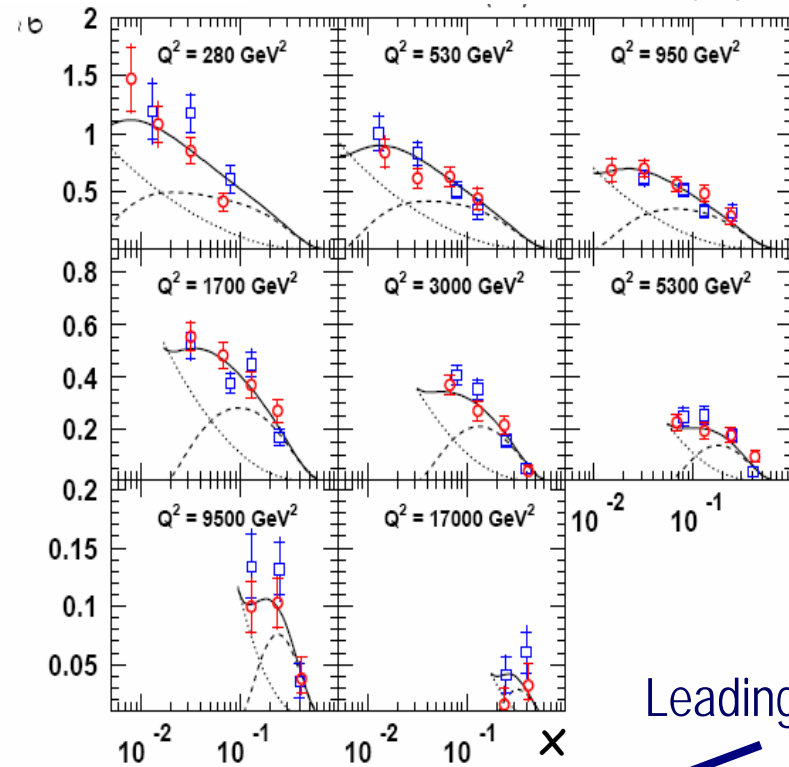 σ̃
2
Q² = 280 GeV²
Q² = 530 GeV²
Q² = 950 GeV²
1.5
1
0.5
0.8
Q² = 1700 GeV²
Q² = 3000 GeV²
Q² = 5300 GeV²
0.6
0.4
0.2
10⁻² 10⁻¹
0.2
Q² = 9500 GeV²
Q² = 17000 GeV²
0.15
0.1
0.05
Leading
10⁻² 10⁻¹ 10⁻² 10⁻¹ x